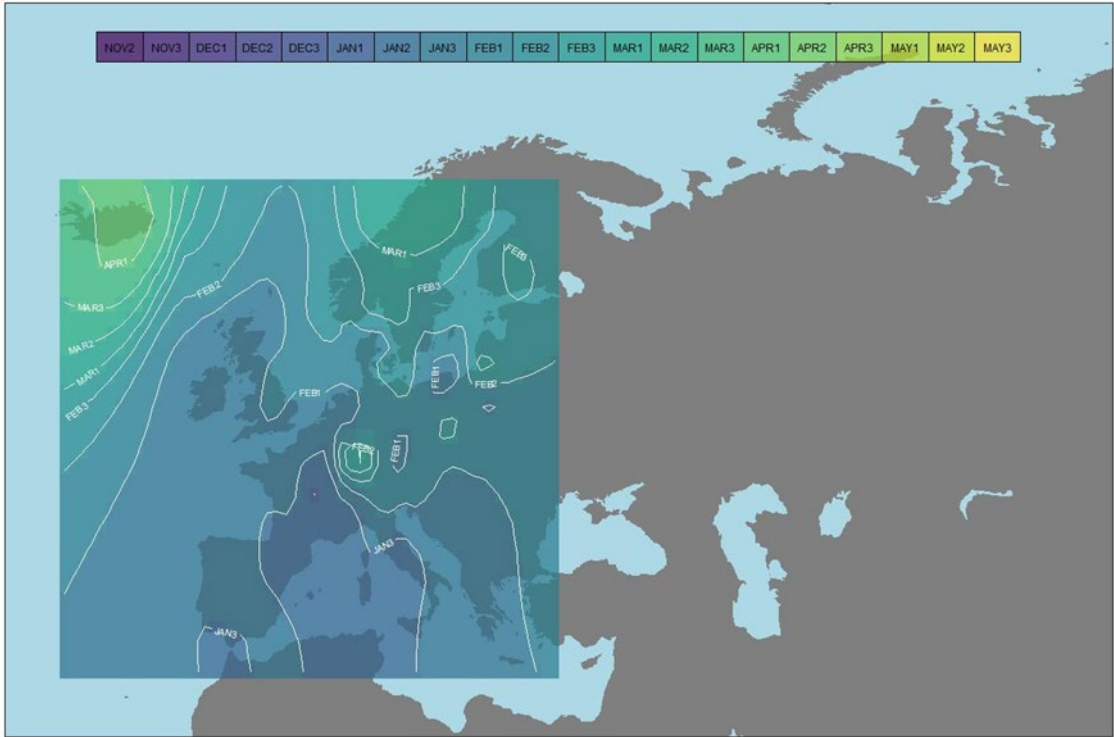 NOV2 NOV3 DEC1 DEC2 DEC3 JAN1 JAN2 JAN3 FEB1 FEB2 FEB3 MAR1 MAR2 MAR3 APR1 APR2 APR3 MAY1 MAY2 MAY3
MAR1
FEB3
APR1
FEB2
FEB3
MAR3
MAR2
MAR1
FEB1
FEB2
FEB1
FEB3
FEB2
FEB1
JAN3
JAN3